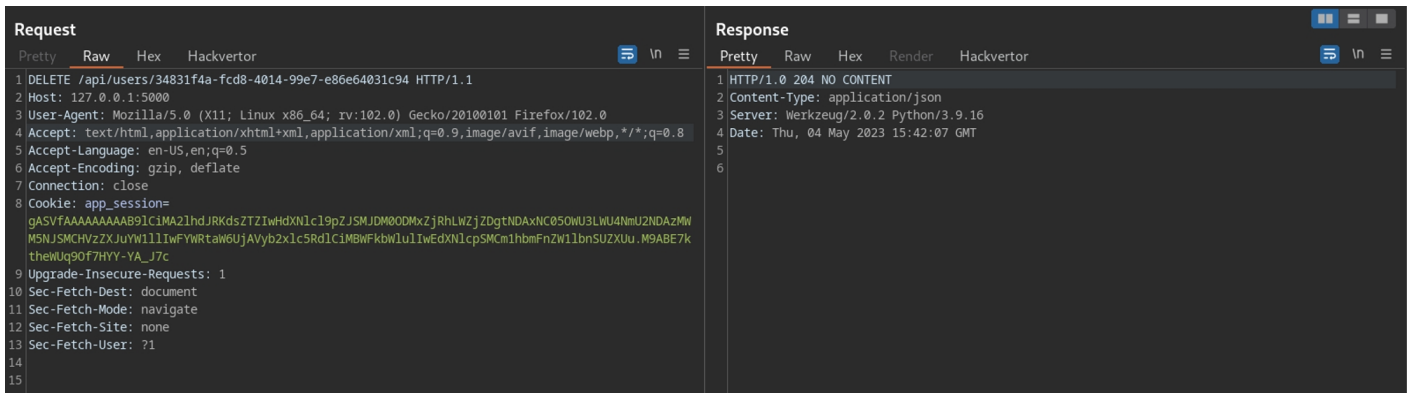 Request
Pretty Raw Hex Hackvertor \n
1 DELETE /api/users/34831f4a-fcd8-4014-99e7-e86e64031c94 HTTP/1.1
2 Host: 127.0.0.1:5000
3 User-Agent: Mozilla/5.0 (X11; Linux x86_64; rv:102.0) Gecko/20100101 Firefox/102.0
4 Accept: text/html,application/xhtml+xml,application/xml;q=0.9,image/avif,image/webp,*/*;q=0.8
5 Accept-Language: en-US,en;q=0.5
6 Accept-Encoding: gzip, deflate
7 Connection: close
8 Cookie: app_session=
gASVfAAAAAAAAAB9lCiMA2lhdJRKdsZTZIwHdXNlcl9pZJSMJDM0ODMxZjRhLWZjZDgtNDAxNC05OWU3LWU4NmU2NDAzMW
M5NJSMCHVzZXJuYW1llIwFYWRtaW6UjAVyb2xlc5RdlCiMBWFkbWlulIwEdXNlcpSMCm1hbmFnZW1lbnSUZXUu.M9ABE7k
theWUq9Of7HYY-YA_J7c
9 Upgrade-Insecure-Requests: 1
10 Sec-Fetch-Dest: document
11 Sec-Fetch-Mode: navigate
12 Sec-Fetch-Site: none
13 Sec-Fetch-User: ?1
14
15
Response
Pretty Raw Hex Render Hackvertor \n
1 HTTP/1.0 204 NO CONTENT
2 Content-Type: application/json
3 Server: Werkzeug/2.0.2 Python/3.9.16
4 Date: Thu, 04 May 2023 15:42:07 GMT
5
6